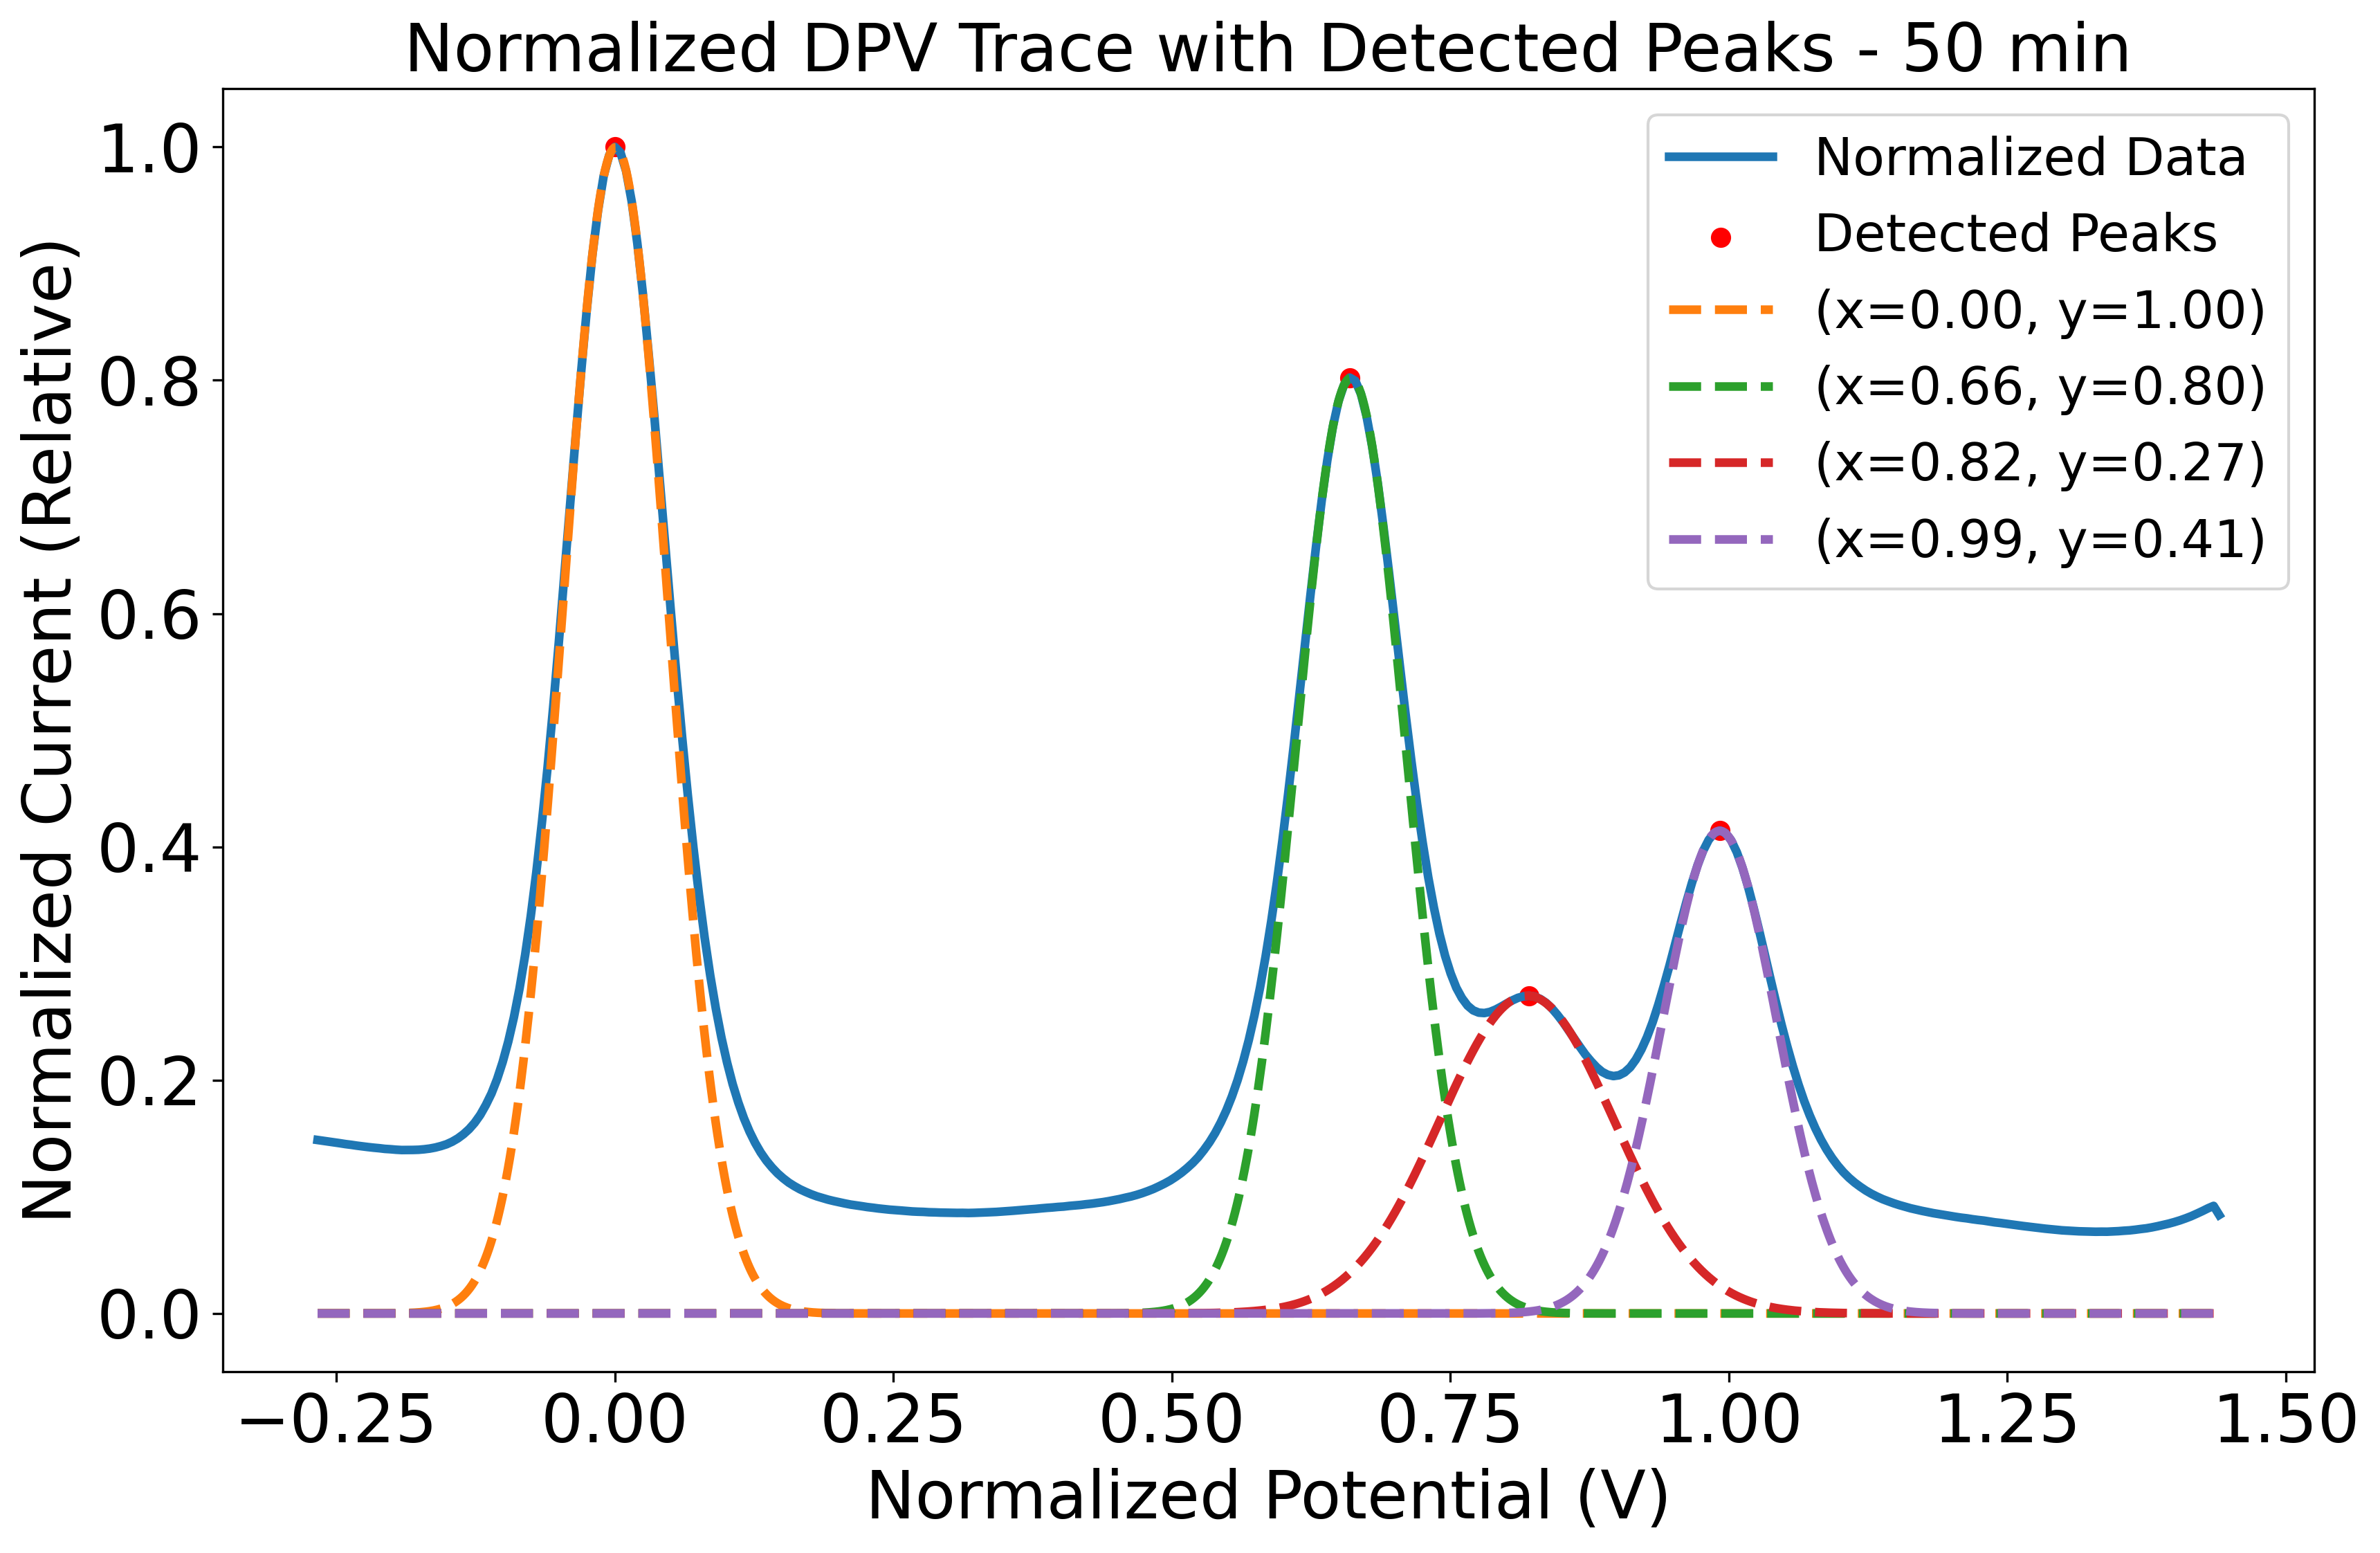 Normalized DPV Trace with Detected Peaks - 50 min
Normalized Current (Relative)
1.0
0.8
0.6
0.4
0.2
0.0
Normalized Data
Detected Peaks
(x=0.00, y=1.00)
(x=0.66, y=0.80)
(x=0.82, y=0.27)
(x=0.99, y=0.41)
−0.25 0.00 0.25 0.50 0.75 1.00 1.25 1.50
Normalized Potential (V)